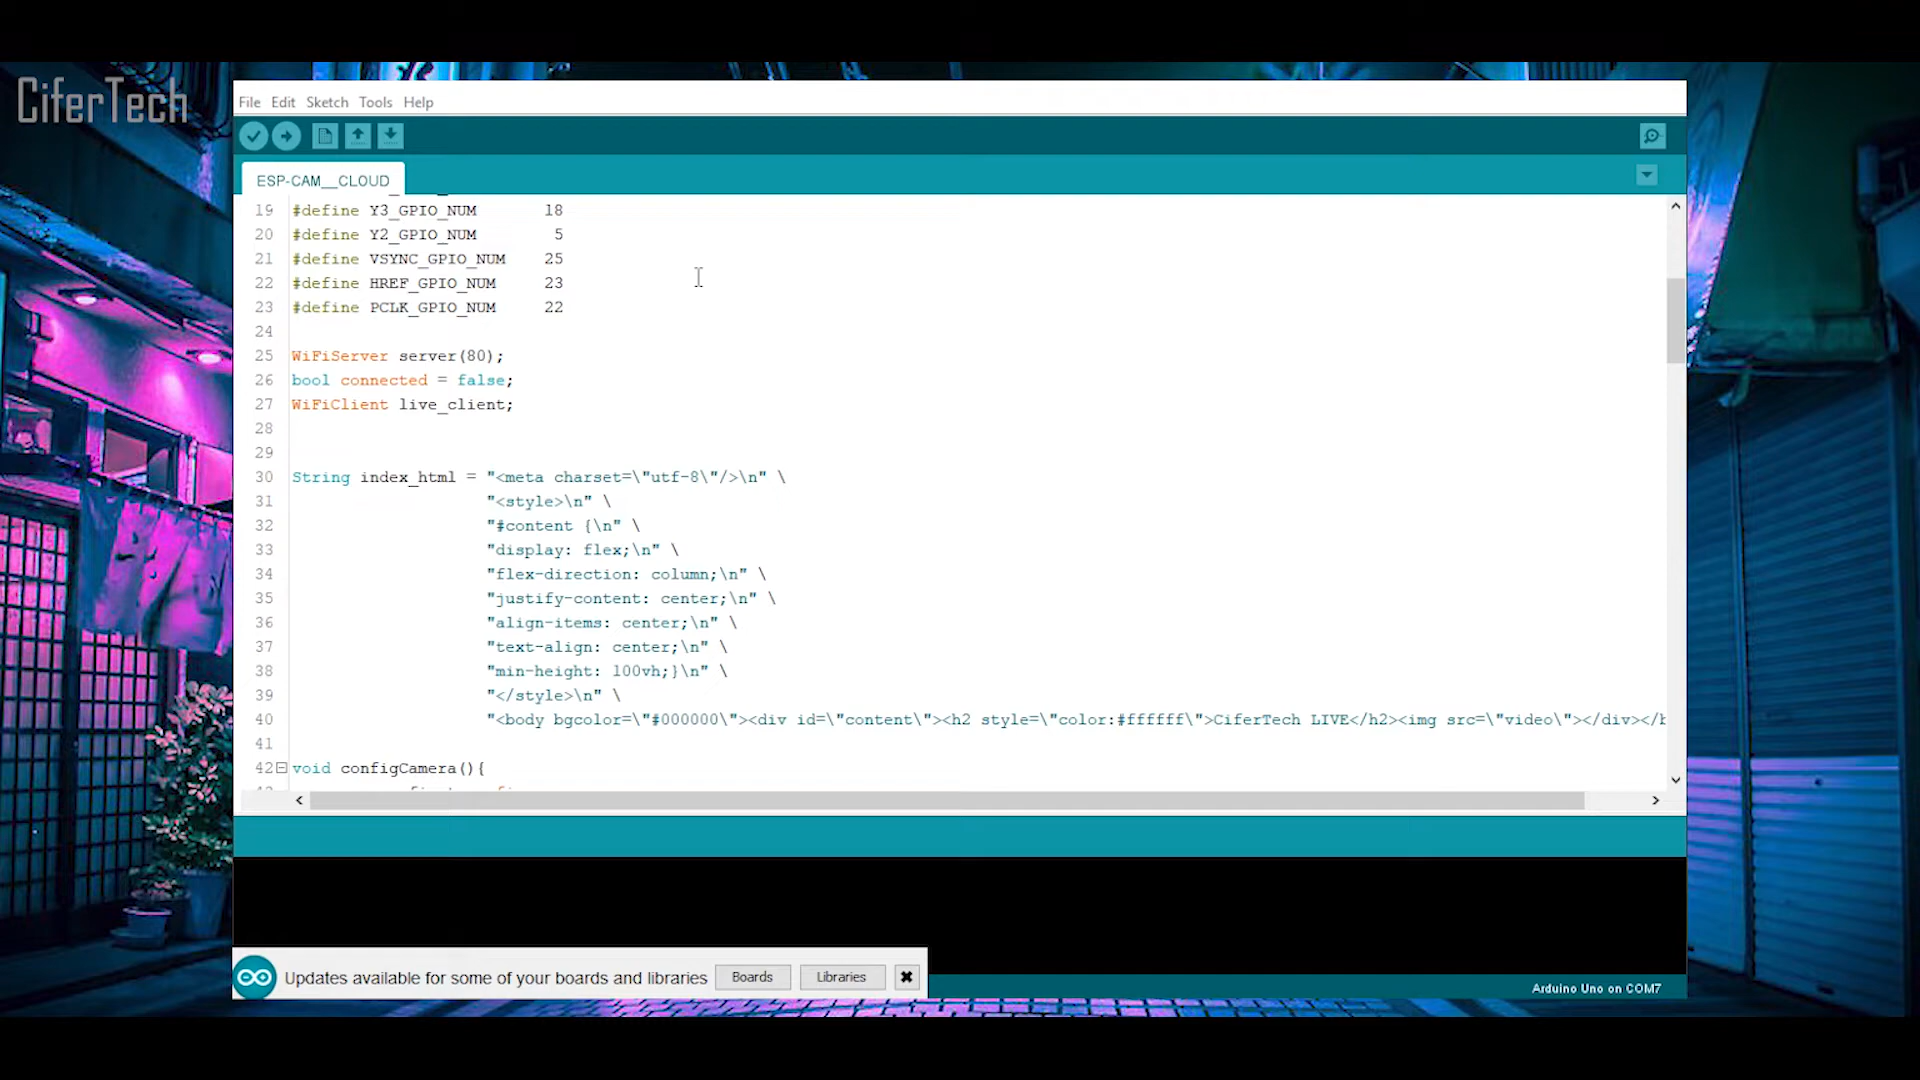 CiferTech
File Edit Sketch Tools Help
ESP-CAM__CLOUD
19 #define Y3_GPIO_NUM 18
20 #define Y2_GPIO_NUM 5
21 #define VSYNC_GPIO_NUM 25
22 #define HREF_GPIO_NUM 23
23 #define PCLK_GPIO_NUM 22
24
25 WiFiServer server(80);
26 bool connected = false;
27 WiFiClient live_client;
28
29
30 String index_html = "<meta charset=\"utf-8\"/>\n" \
31 "<style>\n" \
32 "#content {\n" \
33 "display: flex;\n" \
34 "flex-direction: column;\n" \
35 "justify-content: center;\n" \
36 "align-items: center;\n" \
37 "text-align: center;\n" \
38 "min-height: 100vh;}\n" \
39 "</style>\n" \
40 "<body bgcolor=\"#000000\"><div id=\"content\"><h2 style=\"color:#ffffff\">CiferTech LIVE</h2><img src=\"video\"></div></b
41
42 void configCamera(){
Updates available for some of your boards and libraries Boards Libraries
Arduino Uno on COM7